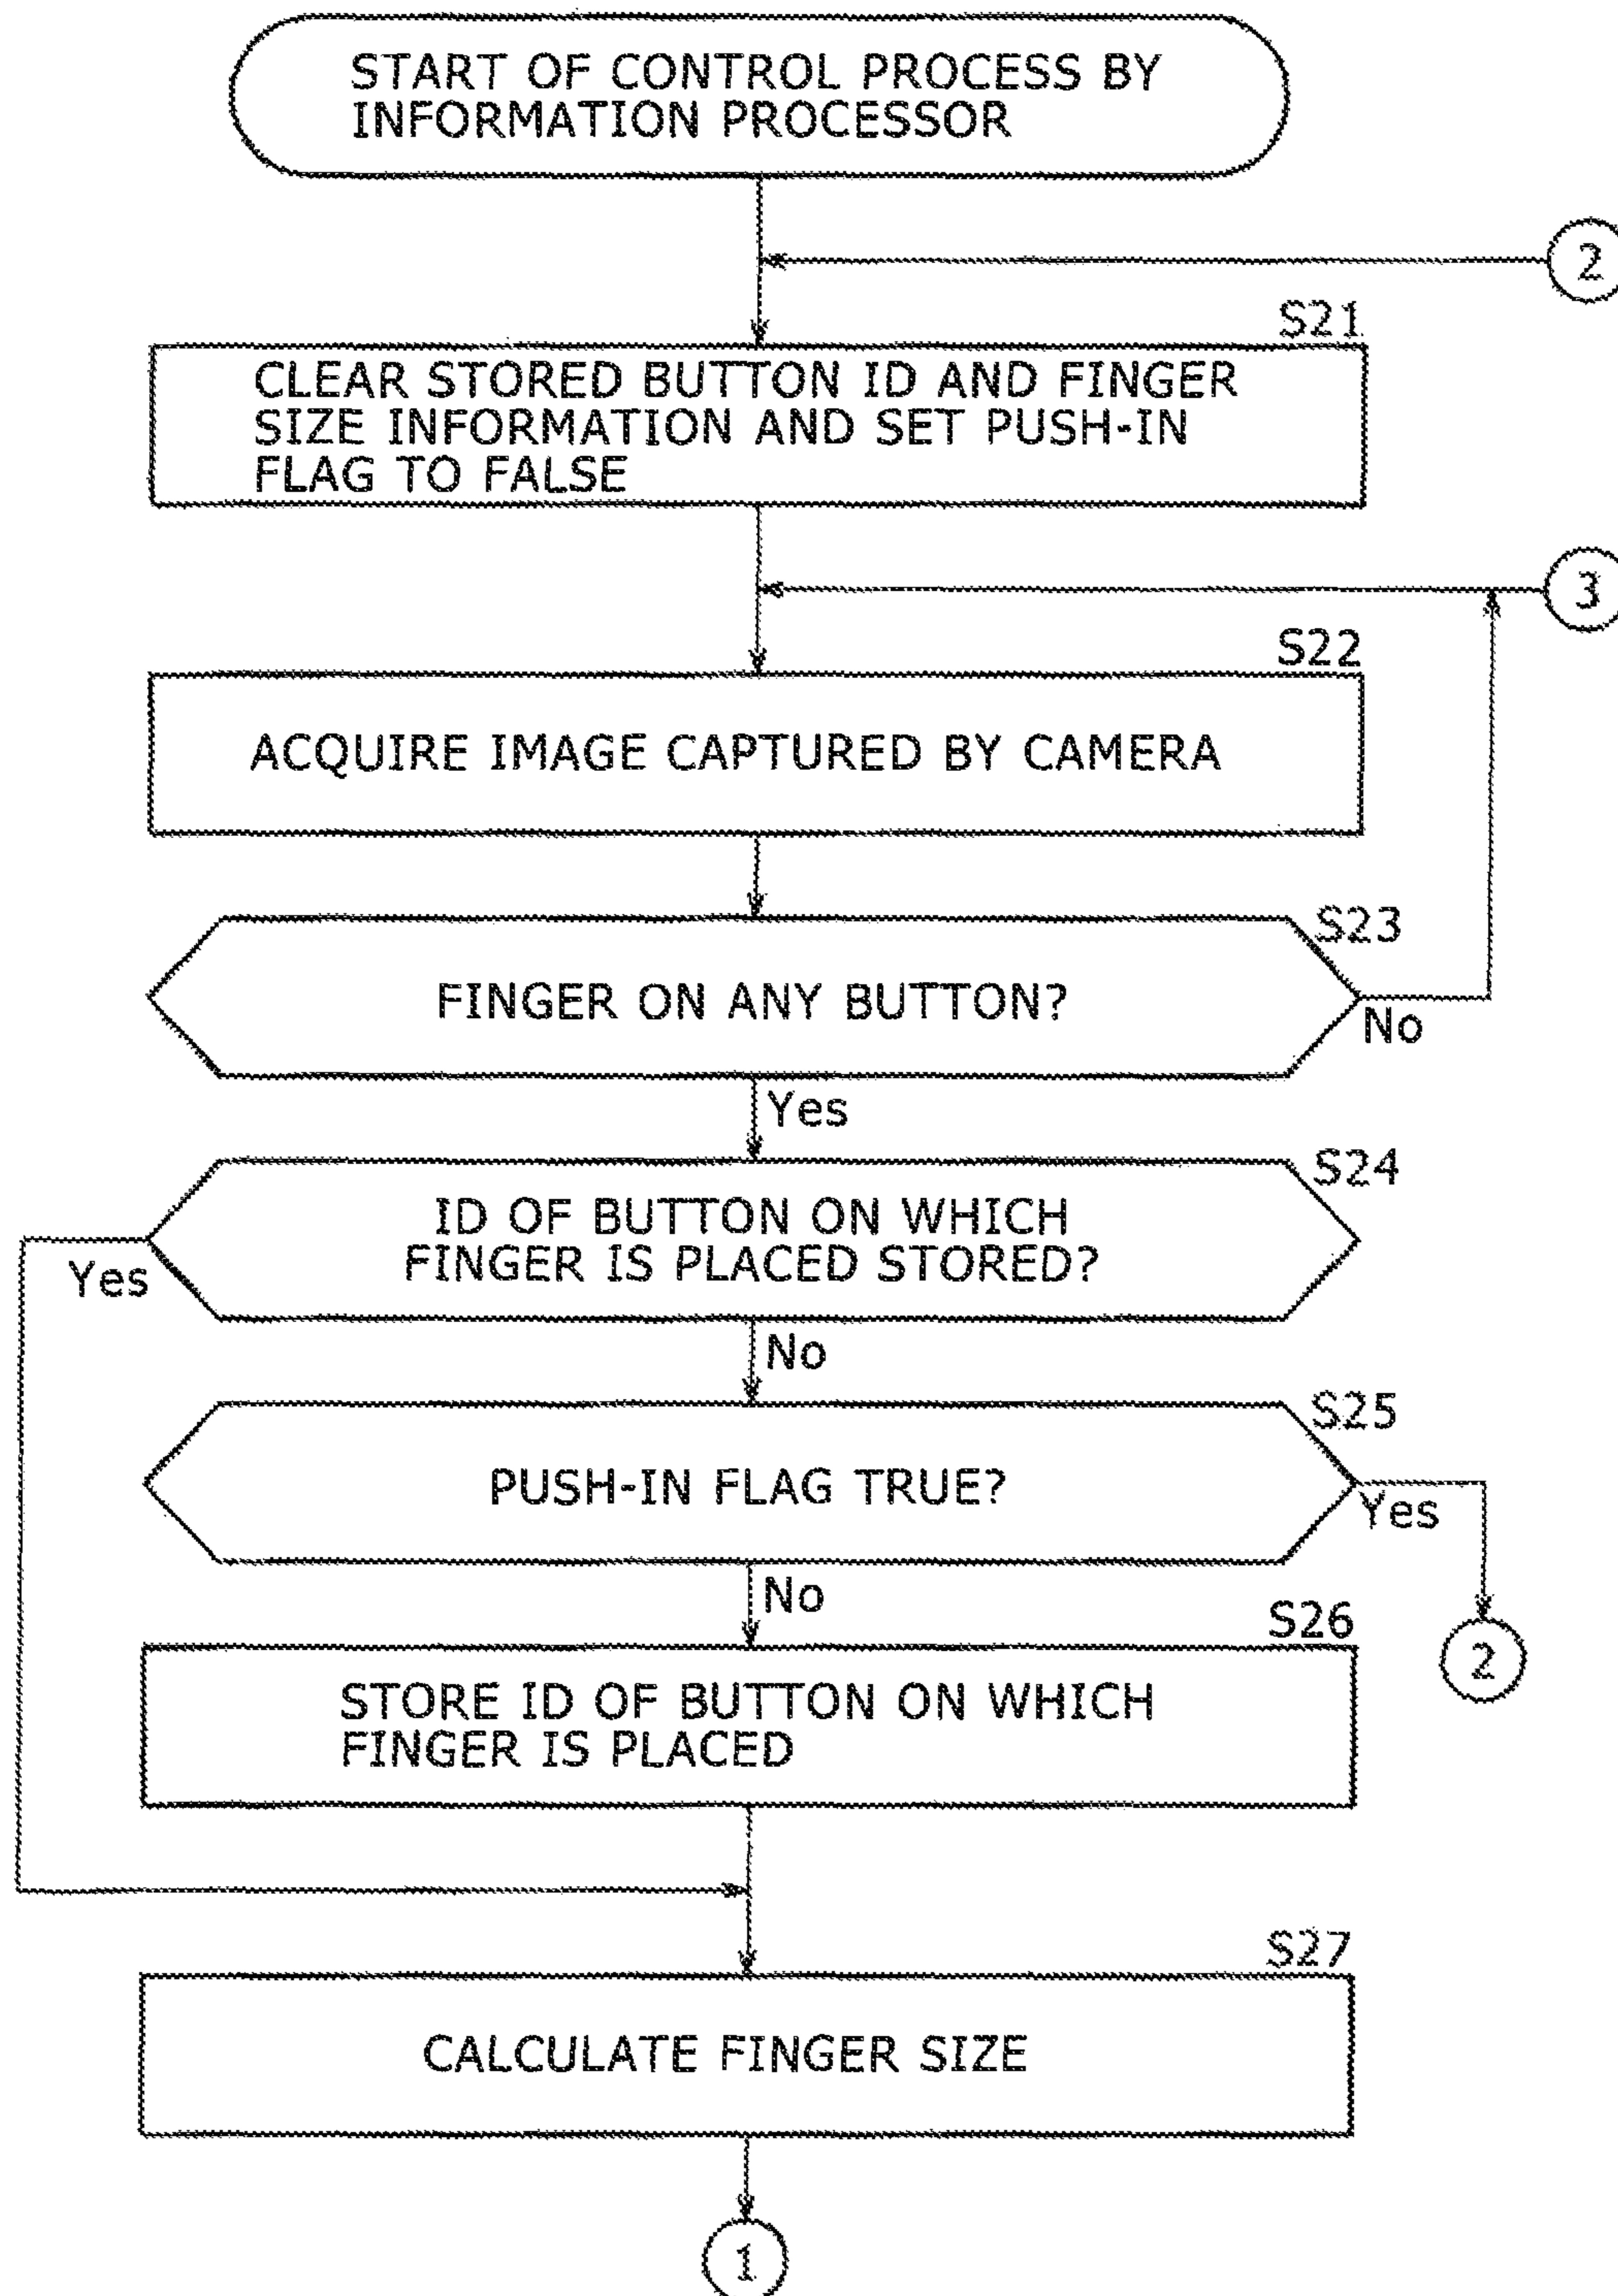 START OF CONTROL PROCESS BY
INFORMATION PROCESSOR
2
S21
CLEAR STORED BUTTON ID AND FINGER
SIZE INFORMATION AND SET PUSH-IN
FLAG TO FALSE
3
S22
ACQUIRE IMAGE CAPTURED BY CAMERA
S23
FINGER ON ANY BUTTON?
No
Yes
S24
ID OF BUTTON ON WHICH
FINGER IS PLACED STORED?
Yes
No
S25
PUSH-IN FLAG TRUE?
Yes
No
S26
2
STORE ID OF BUTTON ON WHICH
FINGER IS PLACED
S27
CALCULATE FINGER SIZE
1